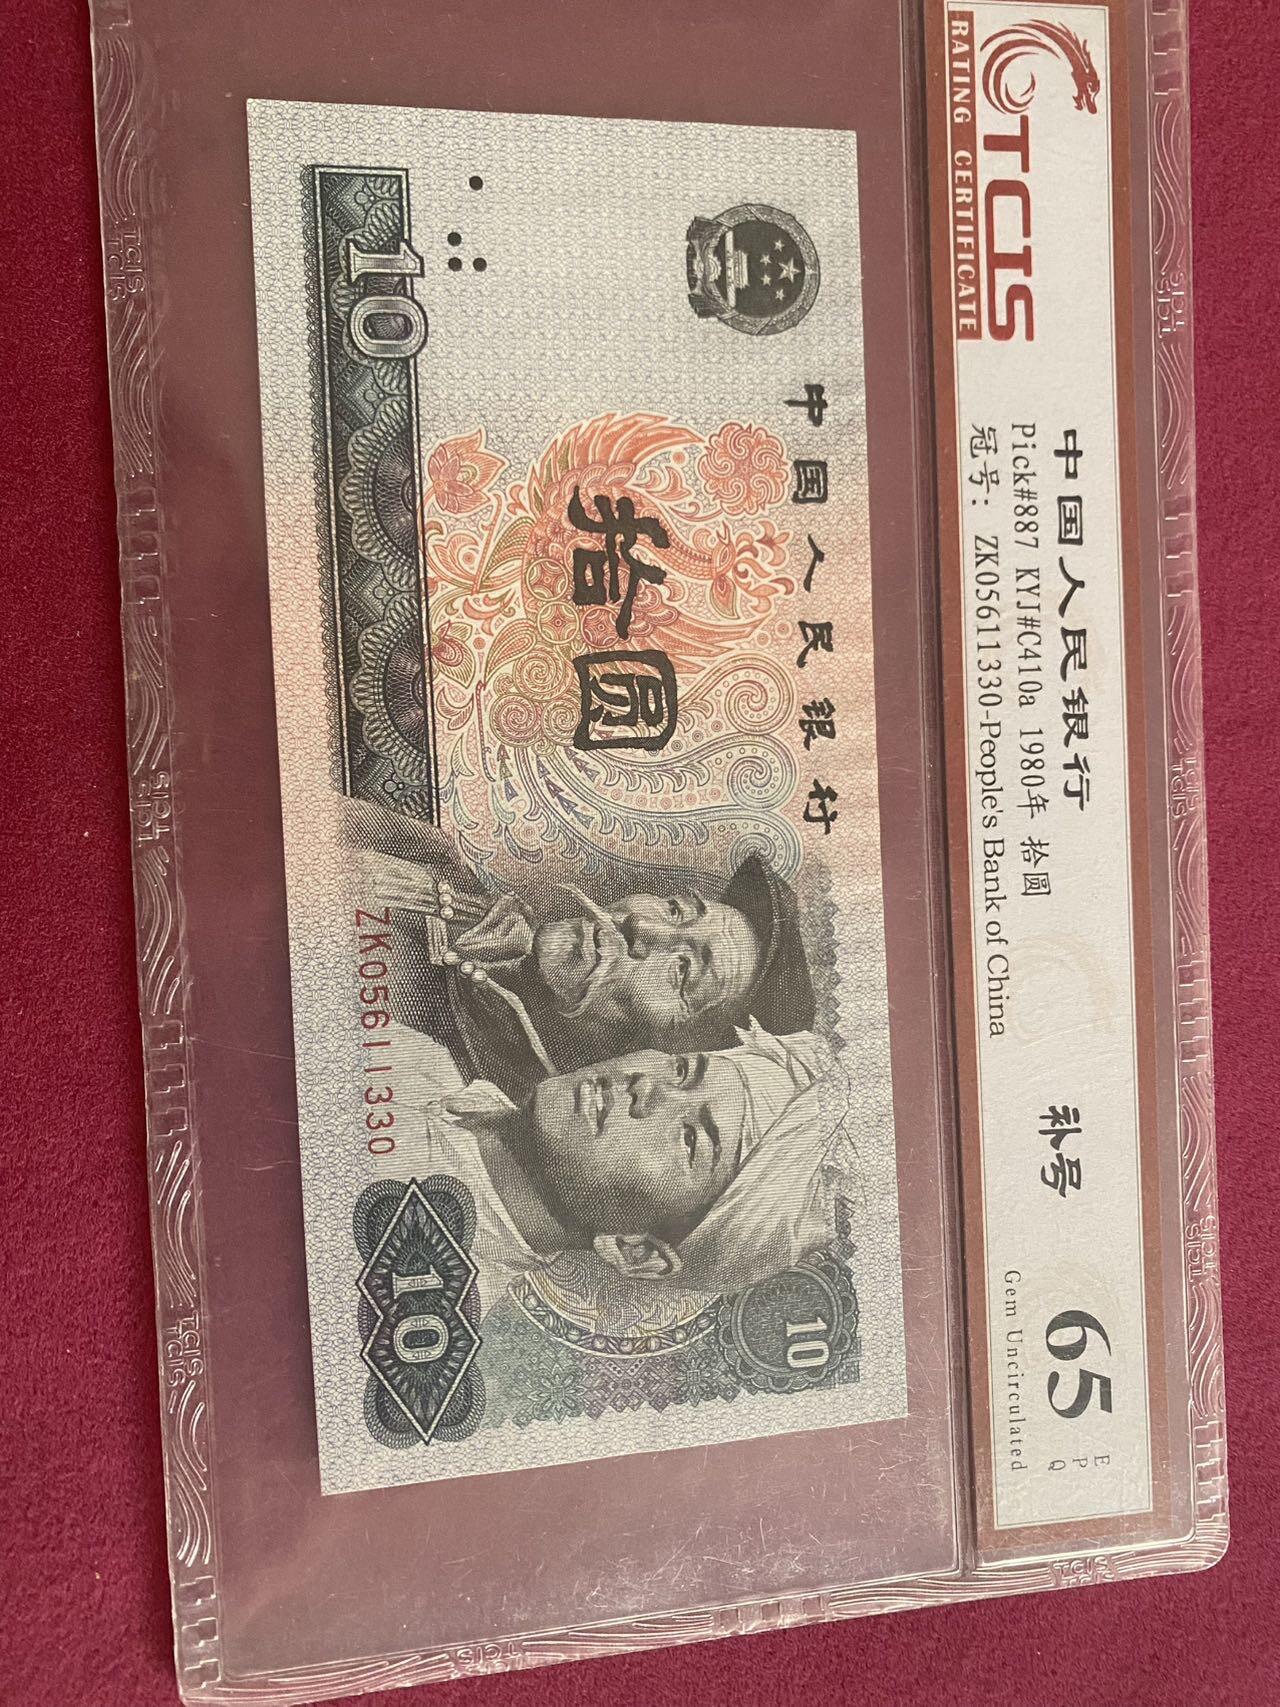 TCIS
RATING CERTIFICATE
中国人民银行
Pick#887 KYJ#C410a 1980年 拾圆
冠号: ZK05611330-People's Bank of China
补号
65
E
P
Q
Gem Uncirculated
中国人民银行
拾圆
10
ZK05611330
10
10